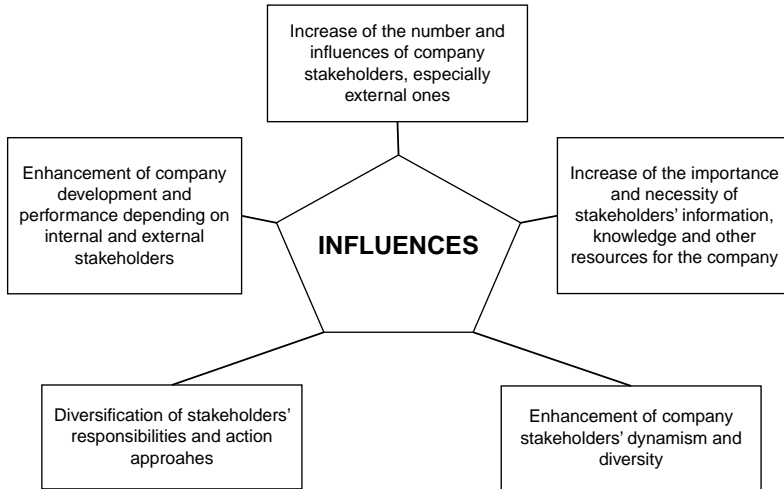 Increase of the number and
influences of company
stakeholders, especially
external ones
Enhancement of company
development and
performance depending on
internal and external
stakeholders
INFLUENCES
Increase of the importance
and necessity of
stakeholders’ information,
knowledge and other
resources for the company
Diversification of stakeholders’
responsibilities and action
approahes
Enhancement of company
stakeholders’ dynamism and
diversity